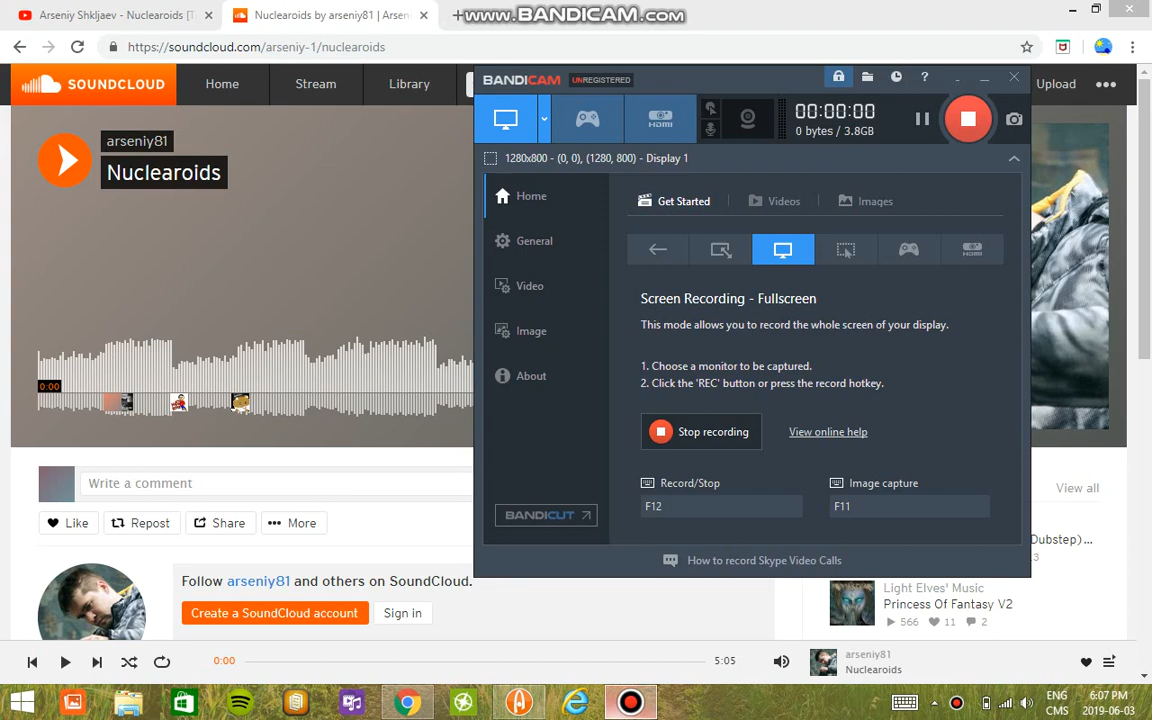 Arseniy Shkljaev - Nuclearoids [T
Nuclearoids by arseniy81 | Arsen
www.BANDICAM.com
https://soundcloud.com/arseniy-1/nuclearoids
SOUNDCLOUD
Home
Stream
Library
Upload
arseniy81
Nuclearoids
0:00
Write a comment
Like
Repost
Share
More
Follow arseniy81 and others on SoundCloud.
Create a SoundCloud account
Sign in
BANDICAM UNREGISTERED
HDMI
00:00:00
0 bytes / 3.8GB
1280x800 - (0, 0), (1280, 800) - Display 1
Home
General
Video
Image
About
BANDICUT
Get Started
Videos
Images
HDMI
Screen Recording - Fullscreen
This mode allows you to record the whole screen of your display.
1. Choose a monitor to be captured.
2. Click the 'REC' button or press the record hotkey.
Stop recording
View online help
Record/Stop
F12
Image capture
F11
How to record Skype Video Calls
View all
Dubstep)...
3
Light Elves' Music
Princess Of Fantasy V2
566
11
2
0:00
5:05
arseniy81
Nuclearoids
ENG
CMS
6:07 PM
2019-06-03